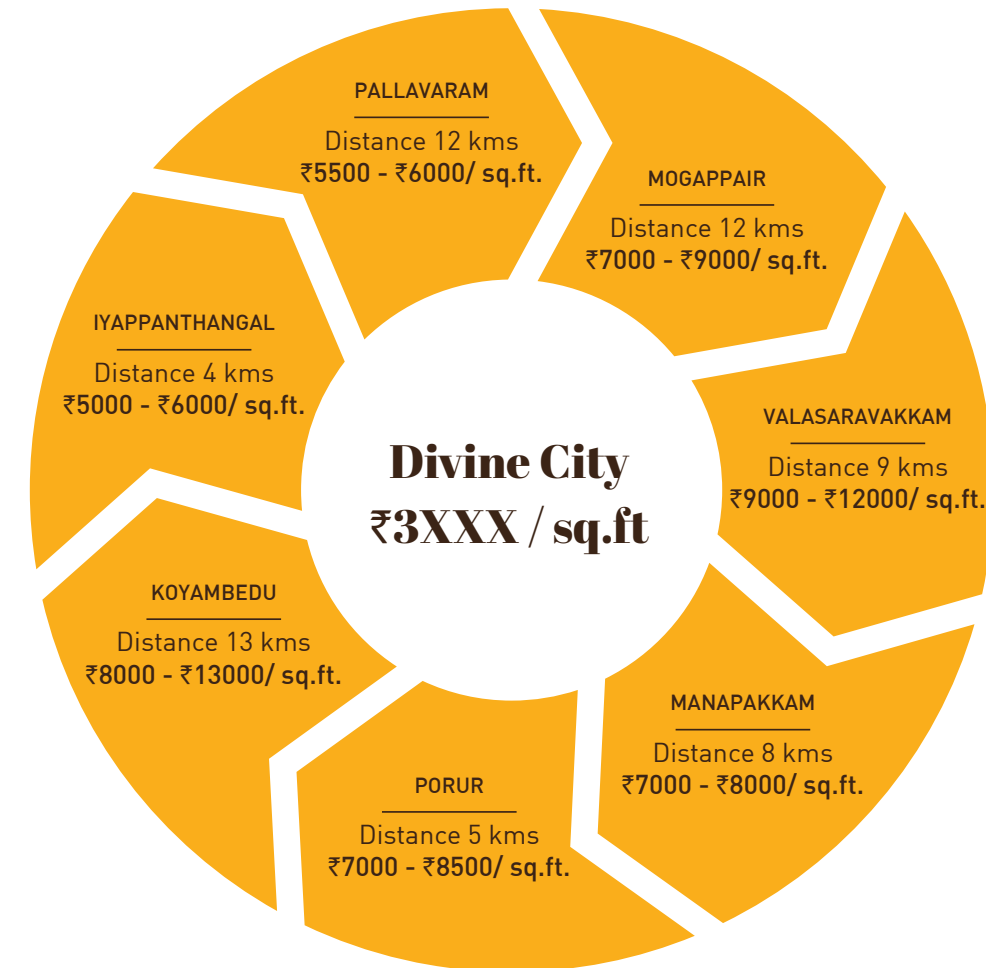 PALLAVARAM
Distance 12 kms
₹5500 - ₹6000/ sq.ft.
MOGAPPAIR
Distance 12 kms
₹7000 - ₹9000/ sq.ft.
VALASARAVAKKAM
Distance 9 kms
₹9000 - ₹12000/ sq.ft.
MANAPAKKAM
Distance 8 kms
₹7000 - ₹8000/ sq.ft.
PORUR
Distance 5 kms
₹7000 - ₹8500/ sq.ft.
KOYAMBEDU
Distance 13 kms
₹8000 - ₹13000/ sq.ft.
IYAPPANTHANGAL
Distance 4 kms
₹5000 - ₹6000/ sq.ft.
Divine City
₹3XXX / sq.ft